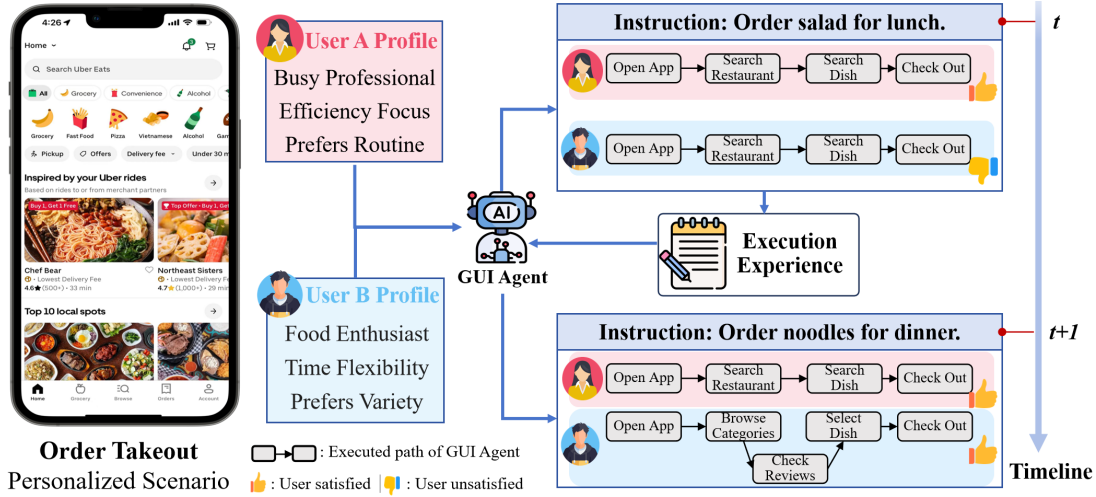 4:26
Home
3
Search Uber Eats
All
Grocery
Convenience
Alcohol
Grocery
Fast Food
Pizza
Vietnamese
Alcohol
Gam
Pickup
Offers
Delivery fee
Under 30 m
Inspired by your Uber rides
Based on rides to or from merchant partners
Buy 1, Get 1 Free
Top Offer • Buy 1, Get
Chef Bear
Northeast Sisters
• Lowest Delivery Fee
• Lowest Delivery Fee
4.6★(500+) • 33 min
4.7★(1,000+) • 29 min
Top 10 local spots
Home
Grocery
Browse
Orders
Account
Order Takeout
Personalized Scenario
User A Profile
Busy Professional
Efficiency Focus
Prefers Routine
User B Profile
Food Enthusiast
Time Flexibility
Prefers Variety
: Executed path of GUI Agent
: User satisfied
: User unsatisfied
AI
GUI Agent
Instruction: Order salad for lunch.
Open App
Search Restaurant
Search Dish
Check Out
Open App
Search Restaurant
Search Dish
Check Out
Execution
Experience
Instruction: Order noodles for dinner.
Open App
Search Restaurant
Search Dish
Check Out
Open App
Browse Categories
Check Reviews
Select Dish
Check Out
t
t+1
Timeline